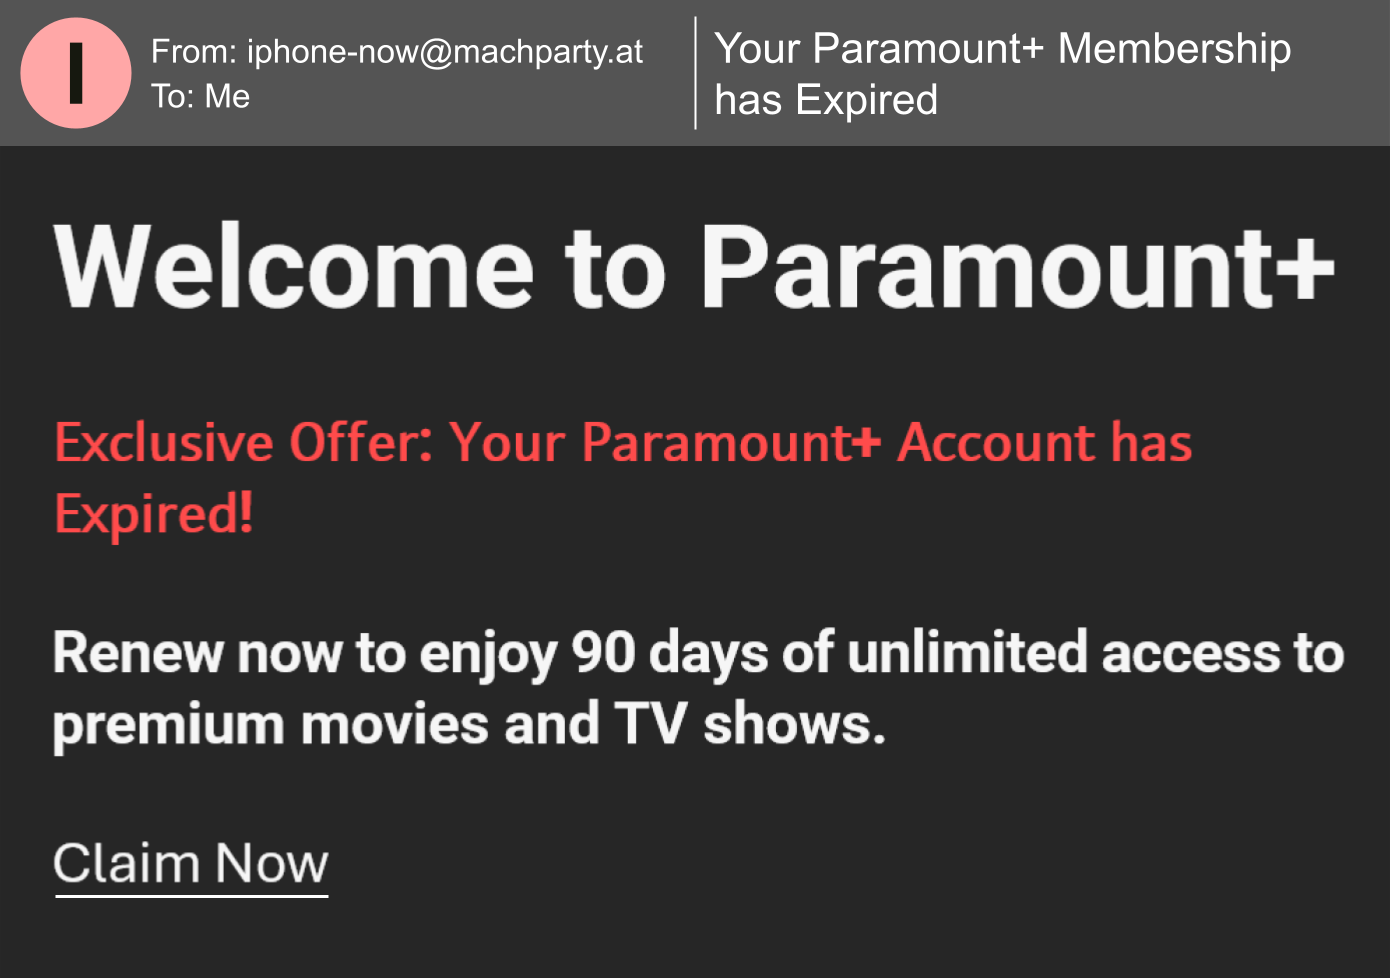 I
From: iphone-now@machparty.at
To: Me
Your Paramount+ Membership
has Expired
Welcome to Paramount+
Exclusive Offer: Your Paramount+ Account has
Expired!
Renew now to enjoy 90 days of unlimited access to
premium movies and TV shows.
Claim Now